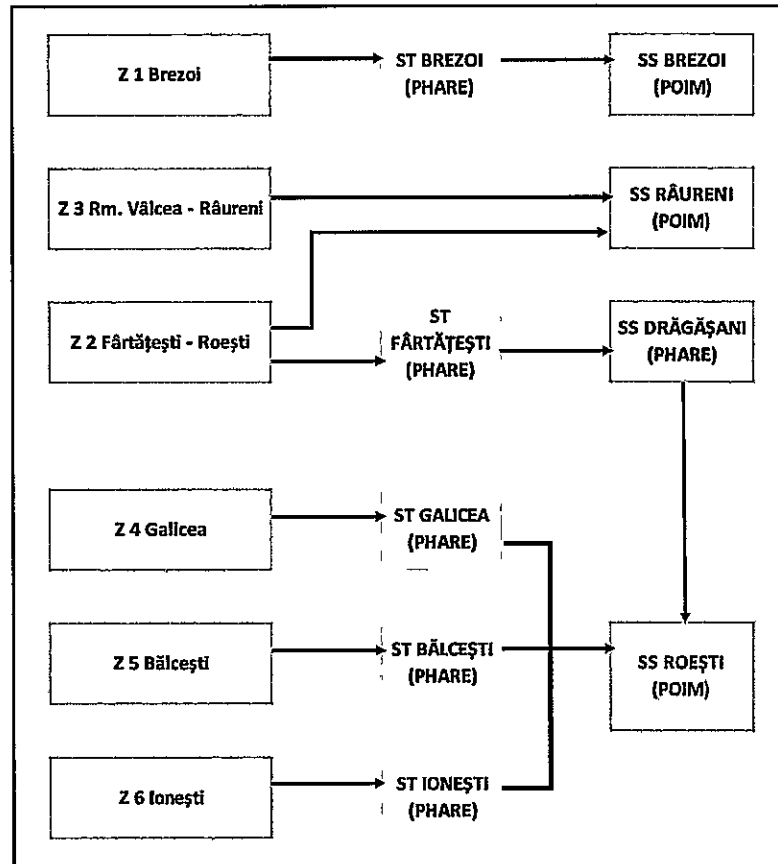 Z 1 Brezoi
ST BREZOI
(PHARE)
SS BREZOI
(POIM)
Z 3 Rm. Vâlcea - Râureni
SS RÂURENI
(POIM)
Z 2 Fârtățești - Roești
ST
FÂRTĂȚEȘTI
(PHARE)
SS DRĂGĂȘANI
(PHARE)
Z 4 Galicea
ST GALICEA
(PHARE)
Z 5 Bălcești
ST BĂLCEȘTI
(PHARE)
SS ROEȘTI
(POIM)
Z 6 Ionești
ST IONEȘTI
(PHARE)